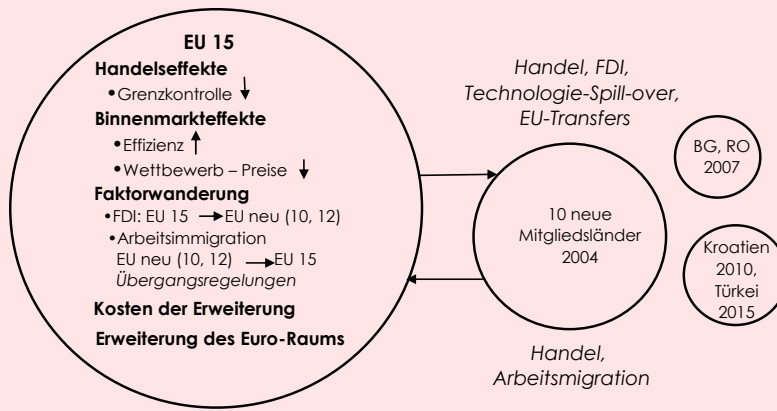 EU 15
Handelseffekte
•Grenzkontrolle ↓
Binnenmarkteffekte
•Effizienz ↑
•Wettbewerb – Preise ↓
Faktorwanderung
•FDI: EU 15 → EU neu (10, 12)
•Arbeitsimmigration
EU neu (10, 12) → EU 15
Übergangsregelungen
Kosten der Erweiterung
Erweiterung des Euro-Raums
Handel, FDI,
Technologie-Spill-over,
EU-Transfers
10 neue
Mitgliedsländer
2004
Handel,
Arbeitsmigration
BG, RO
2007
Kroatien
2010,
Türkei
2015